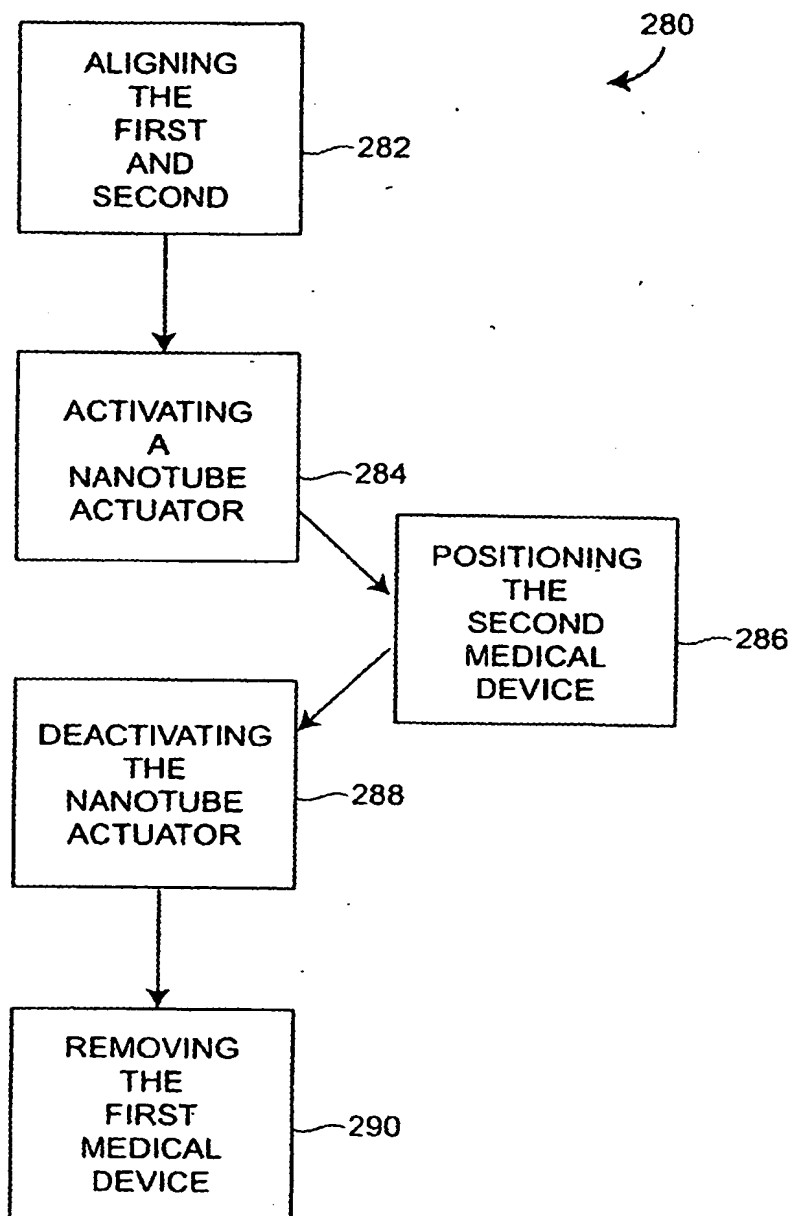 280
ALIGNING
THE
FIRST
AND
SECOND
282
ACTIVATING
A
NANOTUBE
ACTUATOR
284
POSITIONING
THE
SECOND
MEDICAL
DEVICE
286
DEACTIVATING
THE
NANOTUBE
ACTUATOR
288
REMOVING
THE
FIRST
MEDICAL
DEVICE
290